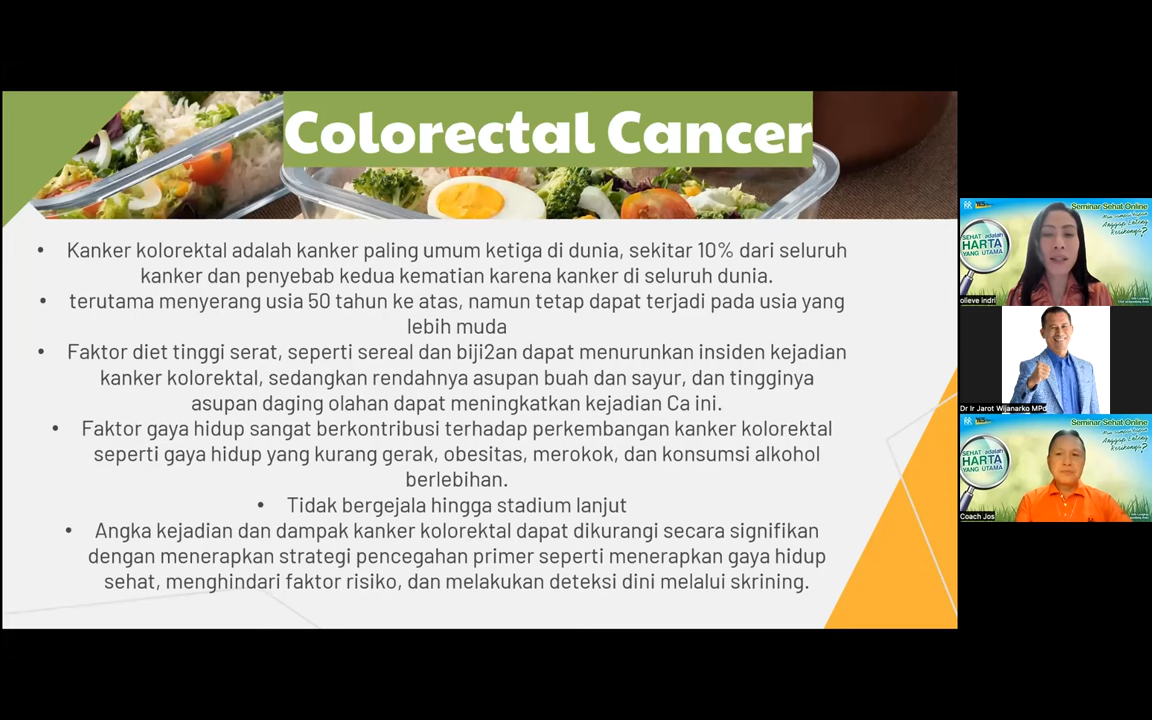 Colorectal Cancer
• Kanker kolorektal adalah kanker paling umum ketiga di dunia, sekitar 10% dari seluruh
kanker dan penyebab kedua kematian karena kanker di seluruh dunia.
• terutama menyerang usia 50 tahun ke atas, namun tetap dapat terjadi pada usia yang
lebih muda
• Faktor diet tinggi serat, seperti sereal dan biji2an dapat menurunkan insiden kejadian
kanker kolorektal, sedangkan rendahnya asupan buah dan sayur, dan tingginya
asupan daging olahan dapat meningkatkan kejadian Ca ini.
• Faktor gaya hidup sangat berkontribusi terhadap perkembangan kanker kolorektal
seperti gaya hidup yang kurang gerak, obesitas, merokok, dan konsumsi alkohol
berlebihan.
• Tidak bergejala hingga stadium lanjut
• Angka kejadian dan dampak kanker kolorektal dapat dikurangi secara signifikan
dengan menerapkan strategi pencegahan primer seperti menerapkan gaya hidup
sehat, menghindari faktor risiko, dan melakukan deteksi dini melalui skrining.
Seminar Sehat Online
SEHAT adalah
HARTA
YANG UTAMA
olieve indri
Dr Ir Jarot Wijanarko MPd
Seminar Sehat Online
SEHAT adalah
HARTA
YANG UTAMA
Coach Jos